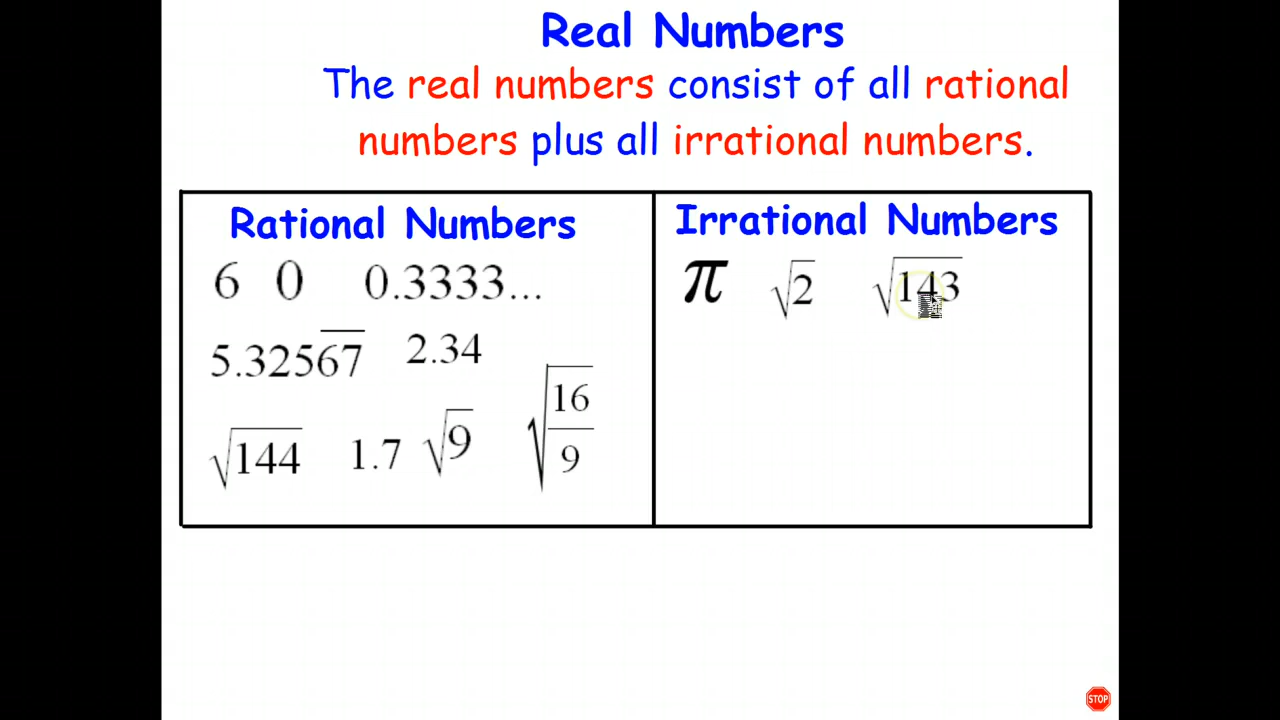 Real Numbers
The real numbers consist of all rational
numbers plus all irrational numbers.
Rational Numbers
6 0 0.3333...
5.32567̅ 2.34
√144 1.7 √9 √16/9
Irrational Numbers
π √2 √143
STOP